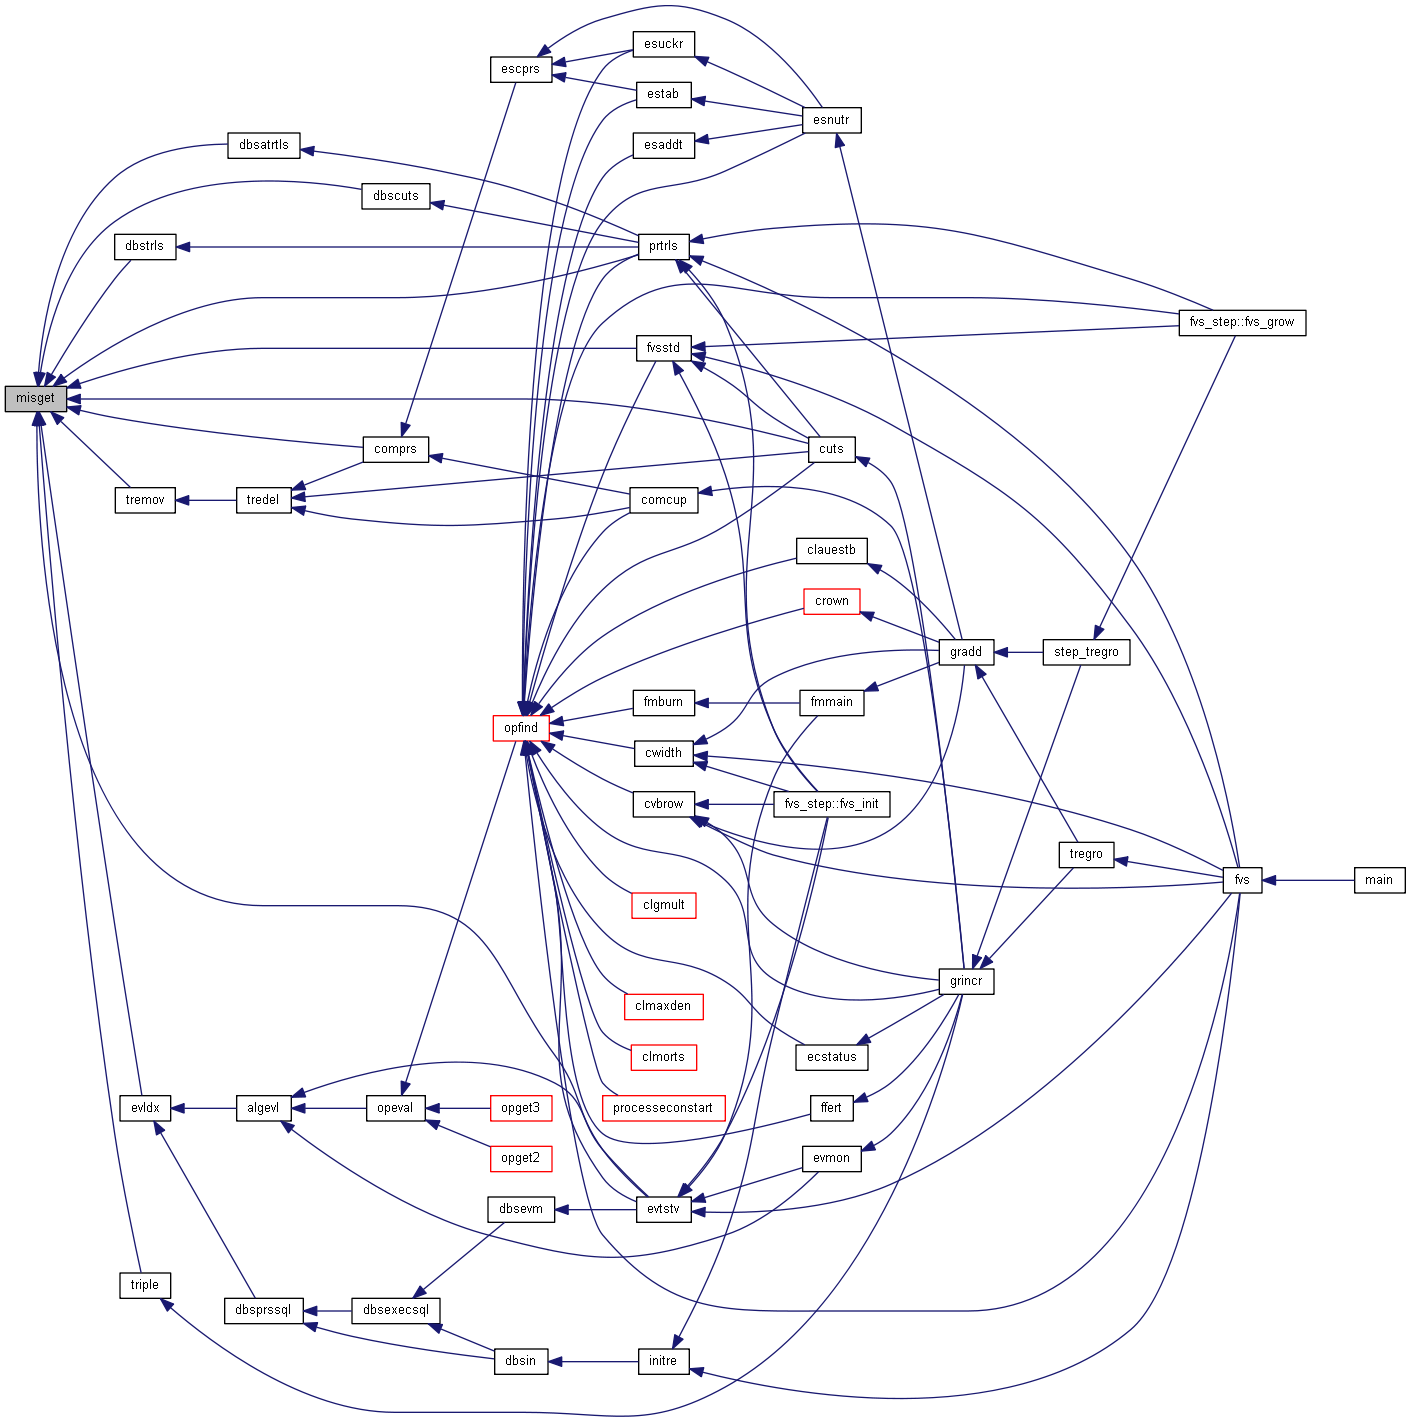 esuckr
escprs
estab
esnutr
dbsatrtls
esaddt
dbscuts
dbstrls
prtrls
fvs_step::fvs_grow
fvsstd
misget
comprs
cuts
tremov
tredel
comcup
clauestb
crown
gradd
step_tregro
fmburn
fmmain
opfind
cwidth
cvbrow
fvs_step::fvs_init
tregro
fvs
main
clgmult
grincr
clmaxden
clmorts
ecstatus
evldx
algevl
opeval
opget3
processeconstart
ffert
opget2
evmon
dbsevm
evtstv
triple
dbsprssql
dbsexecsql
dbsin
initre